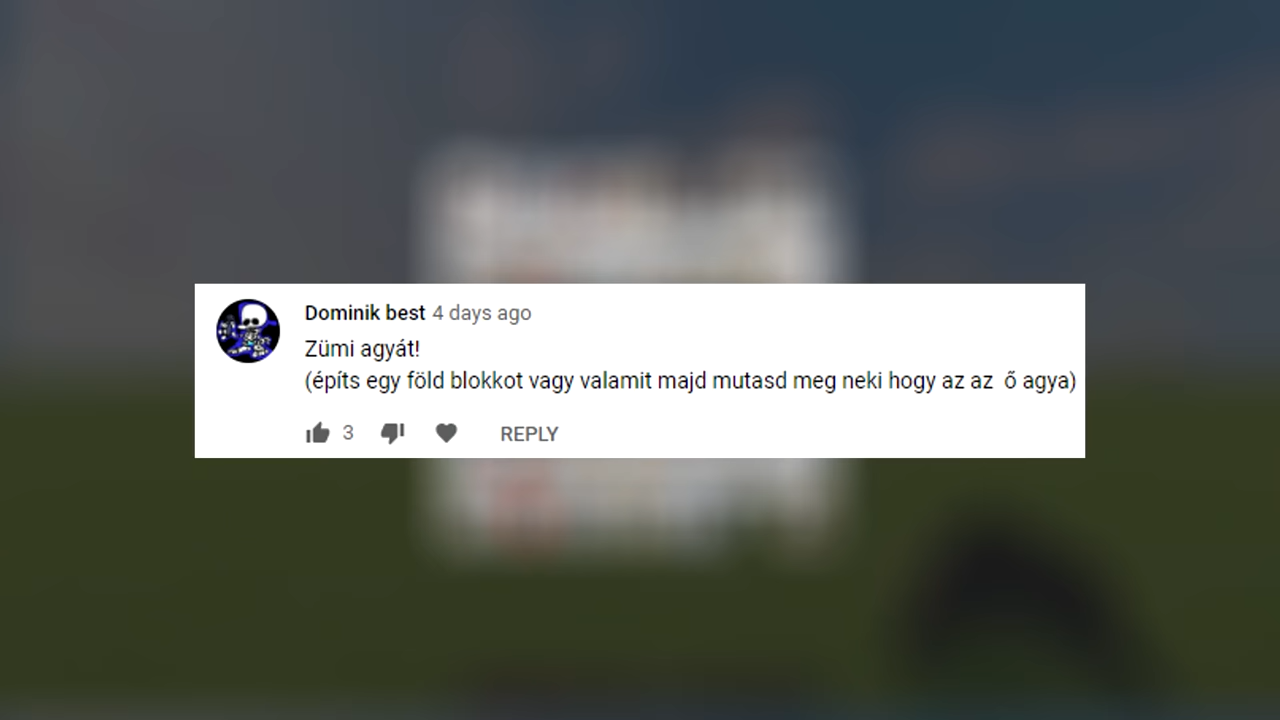 Dominik best 4 days ago
Zümi agyát!
(építs egy föld blokkot vagy valamit majd mutasd meg neki hogy az az  ő agya)
3 REPLY